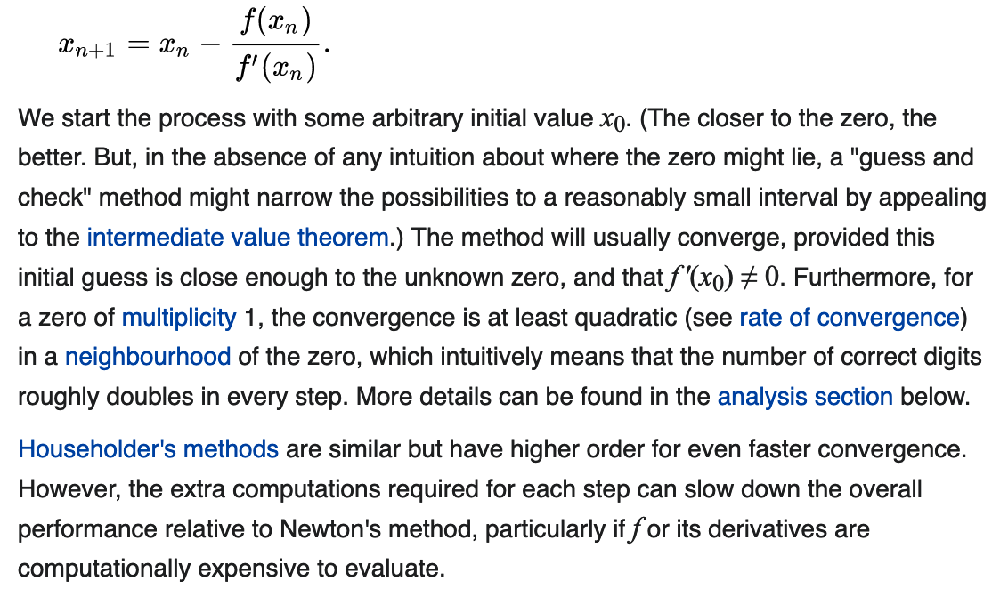 xₙ₊₁ = xₙ − f(xₙ) / f′(xₙ).
We start the process with some arbitrary initial value x₀. (The closer to the zero, the
better. But, in the absence of any intuition about where the zero might lie, a "guess and
check" method might narrow the possibilities to a reasonably small interval by appealing
to the intermediate value theorem.) The method will usually converge, provided this
initial guess is close enough to the unknown zero, and that f′(x₀) ≠ 0. Furthermore, for
a zero of multiplicity 1, the convergence is at least quadratic (see rate of convergence)
in a neighbourhood of the zero, which intuitively means that the number of correct digits
roughly doubles in every step. More details can be found in the analysis section below.
Householder's methods are similar but have higher order for even faster convergence.
However, the extra computations required for each step can slow down the overall
performance relative to Newton's method, particularly if f or its derivatives are
computationally expensive to evaluate.